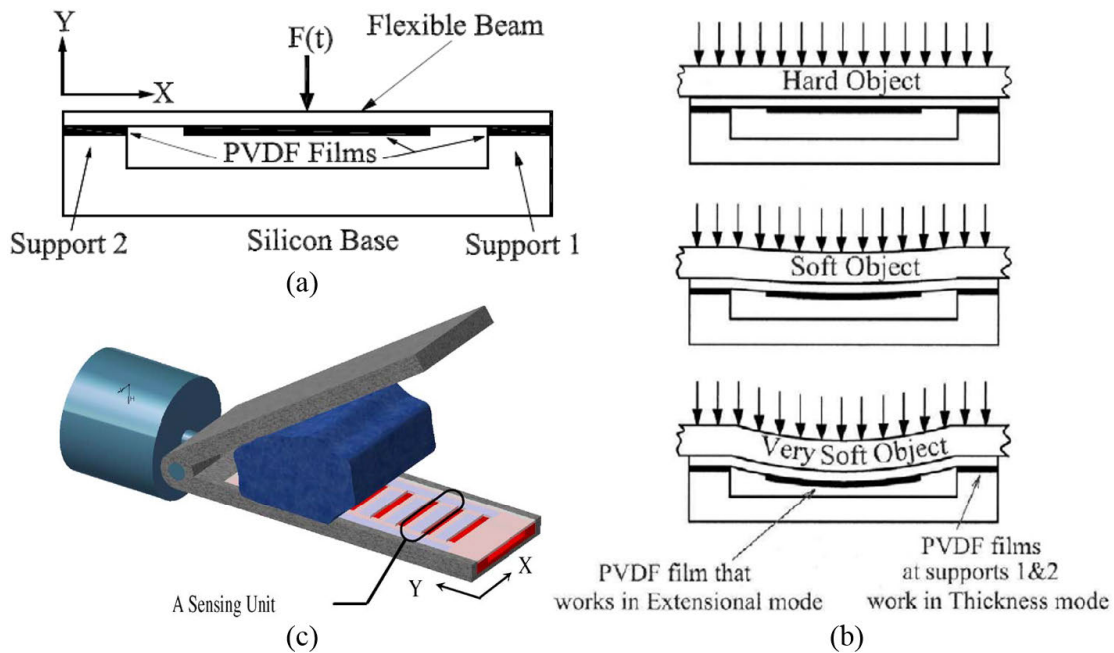 Y
X
F(t)
Flexible Beam
PVDF Films
Support 2
Silicon Base
Support 1
(a)
Hard Object
Soft Object
Very Soft Object
PVDF film that
works in Extensional mode
PVDF films
at supports 1&2
work in Thickness mode
(b)
A Sensing Unit
Y
X
(c)